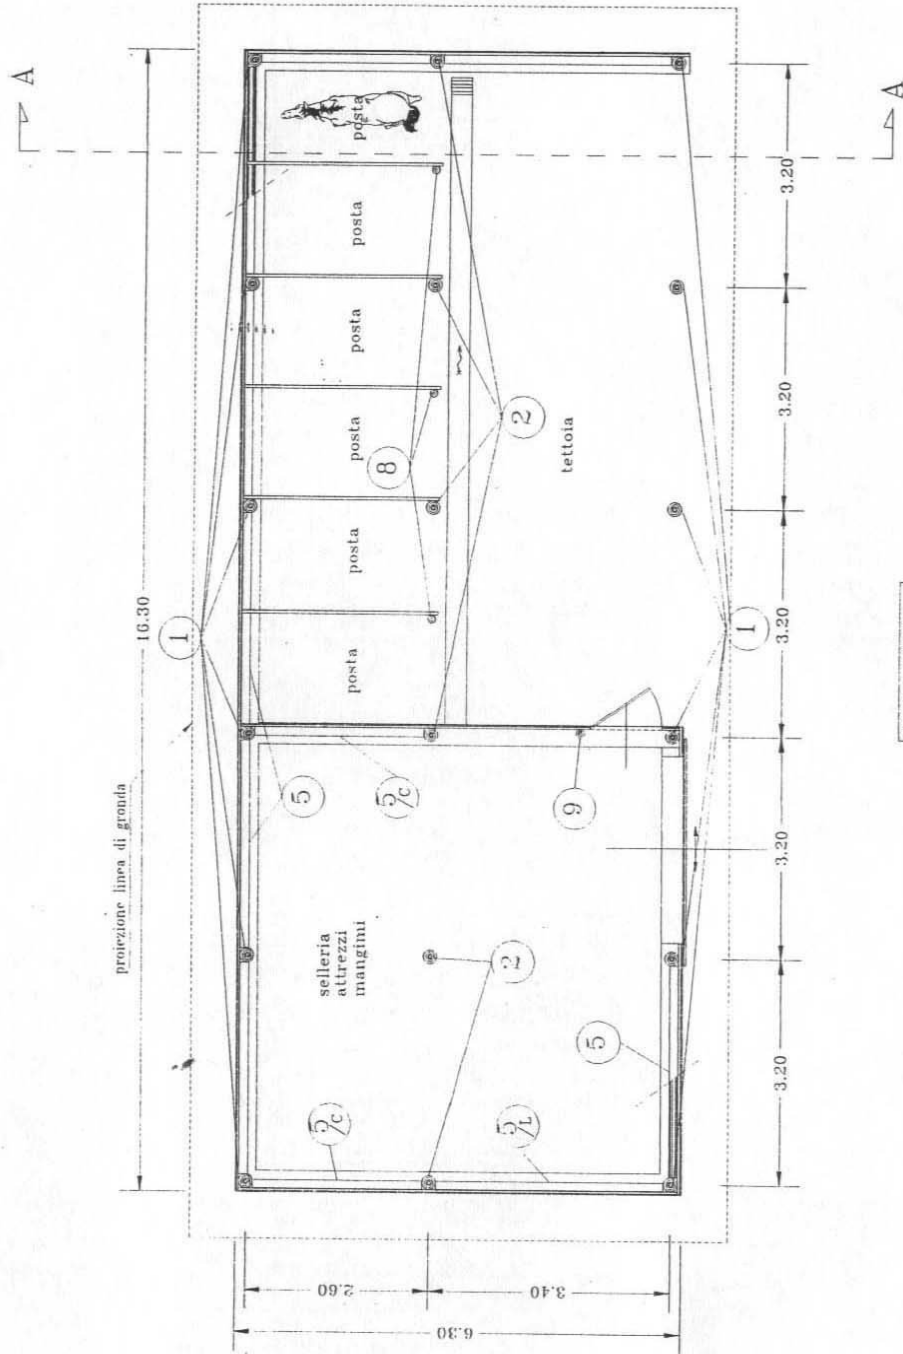 A
A
16.30
proiezione linea di gronda
posta
posta
posta
posta
posta
posta
tettoia
selleria
attrezzi
mangimi
1
1
2
2
8
9
5
5
5/c
5/c
5/L
3.20
3.20
3.20
3.20
3.20
2.60
3.40
6.30